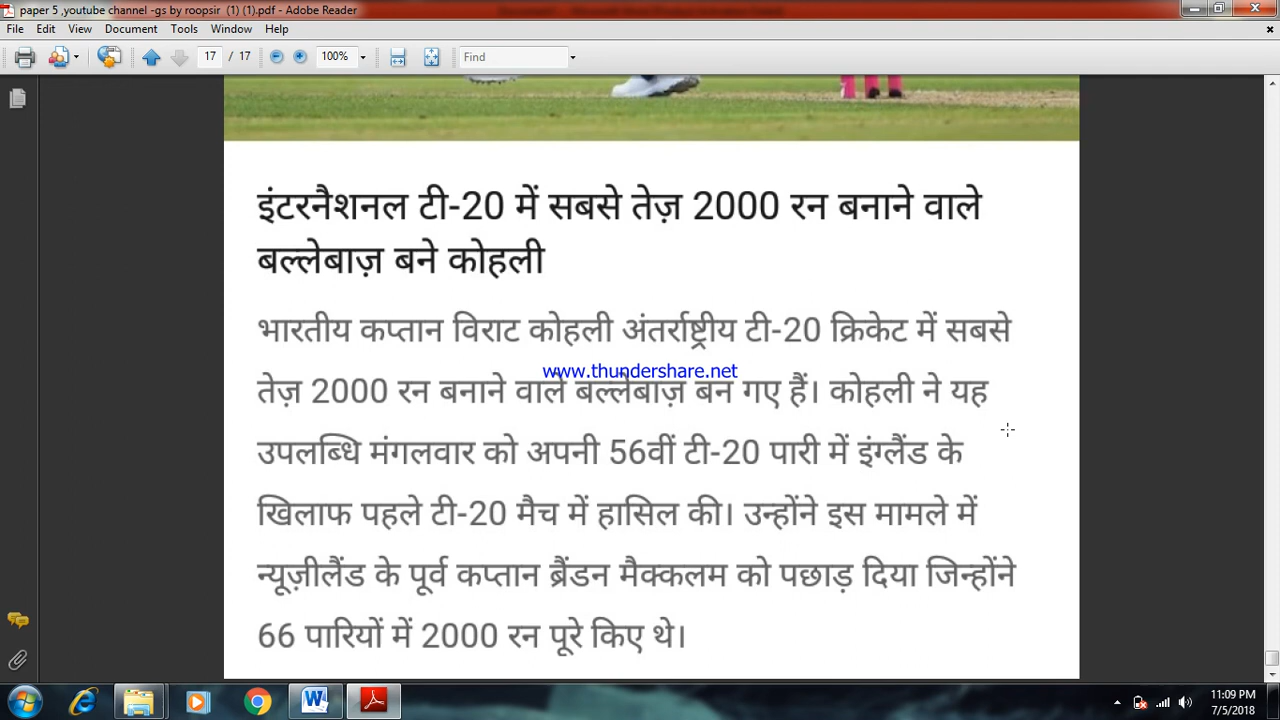 paper 5 ,youtube channel -gs by roopsir (1) (1).pdf - Adobe Reader
File Edit View Document Tools Window Help
17 / 17 100% Find
इंटरनैशनल टी-20 में सबसे तेज़ 2000 रन बनाने वाले
बल्लेबाज़ बने कोहली
भारतीय कप्तान विराट कोहली अंतर्राष्ट्रीय टी-20 क्रिकेट में सबसे
www.thundershare.net
तेज़ 2000 रन बनाने वाले बल्लेबाज़ बन गए हैं। कोहली ने यह
उपलब्धि मंगलवार को अपनी 56वीं टी-20 पारी में इंग्लैंड के
खिलाफ पहले टी-20 मैच में हासिल की। उन्होंने इस मामले में
न्यूज़ीलैंड के पूर्व कप्तान ब्रैंडन मैक्कलम को पछाड़ दिया जिन्होंने
66 पारियों में 2000 रन पूरे किए थे।
11:09 PM
7/5/2018